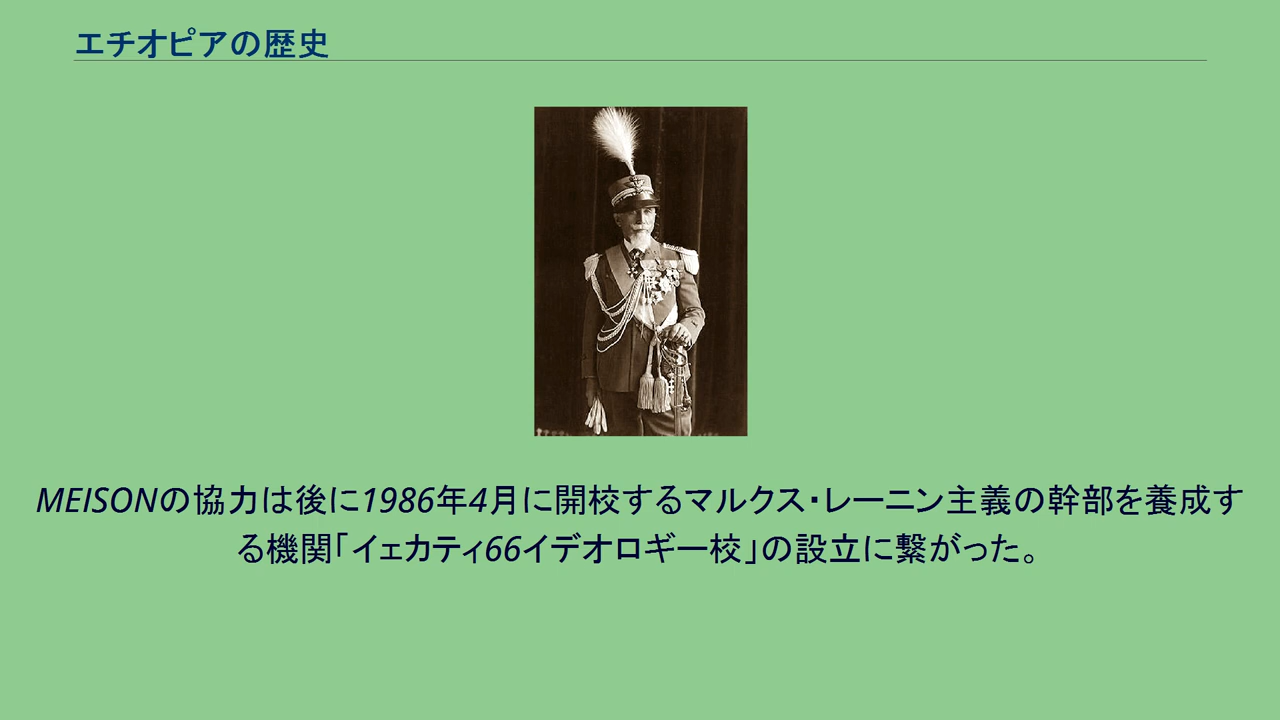 エチオピアの歴史
MEISONの協力は後に1986年4月に開校するマルクス・レーニン主義の幹部を養成す
る機関「イェカティ66イデオロギー校」の設立に繋がった。